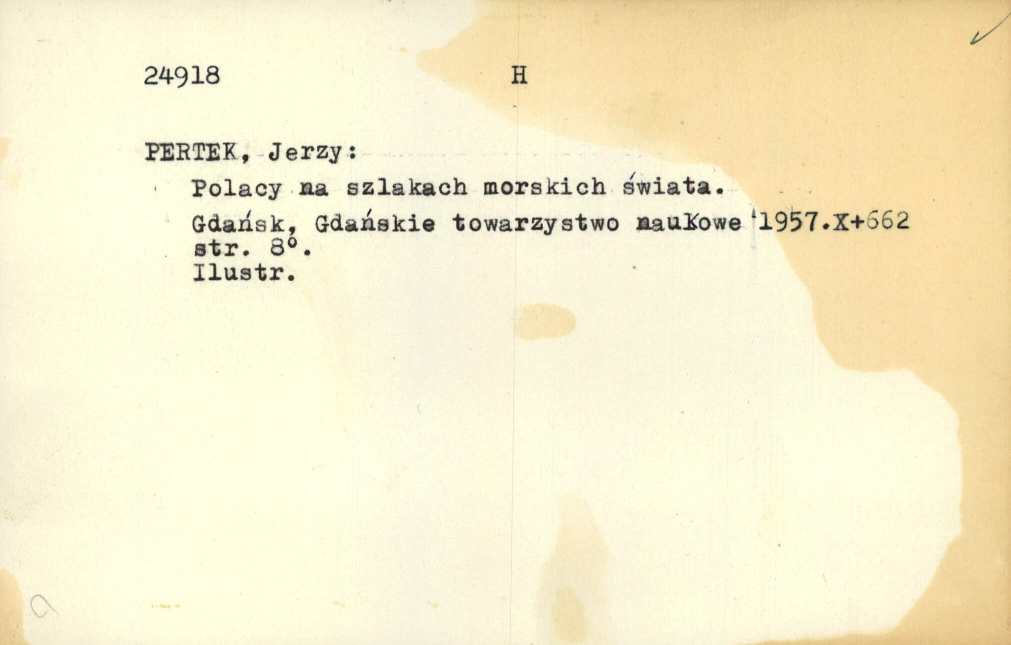 24918 H
PERTEK, Jerzy:
Polacy na szlakach morskich świata.
Gdańsk, Gdańskie towarzystwo naukowe 1957.X+662
str. 8°.
Ilustr.